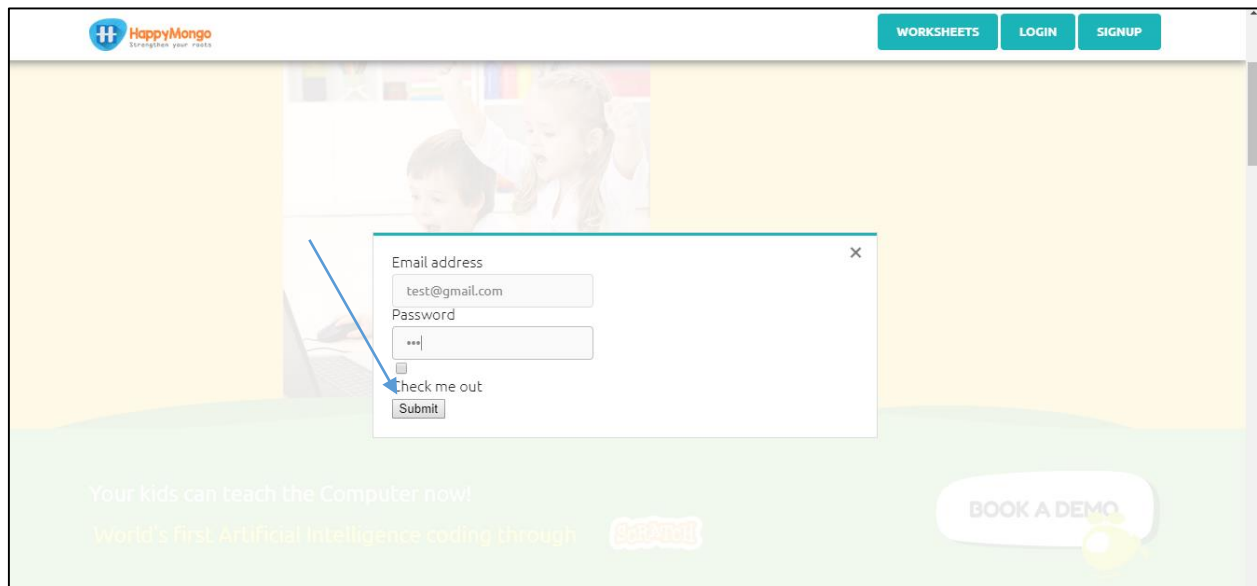 HappyMongo
Strengthen your roots
WORKSHEETS
LOGIN
SIGNUP
Email address
test@gmail.com
Password
•••
Check me out
Submit
Your kids can teach the Computer now!
World's first Artificial Intelligence coding through
BOOK A DEMO